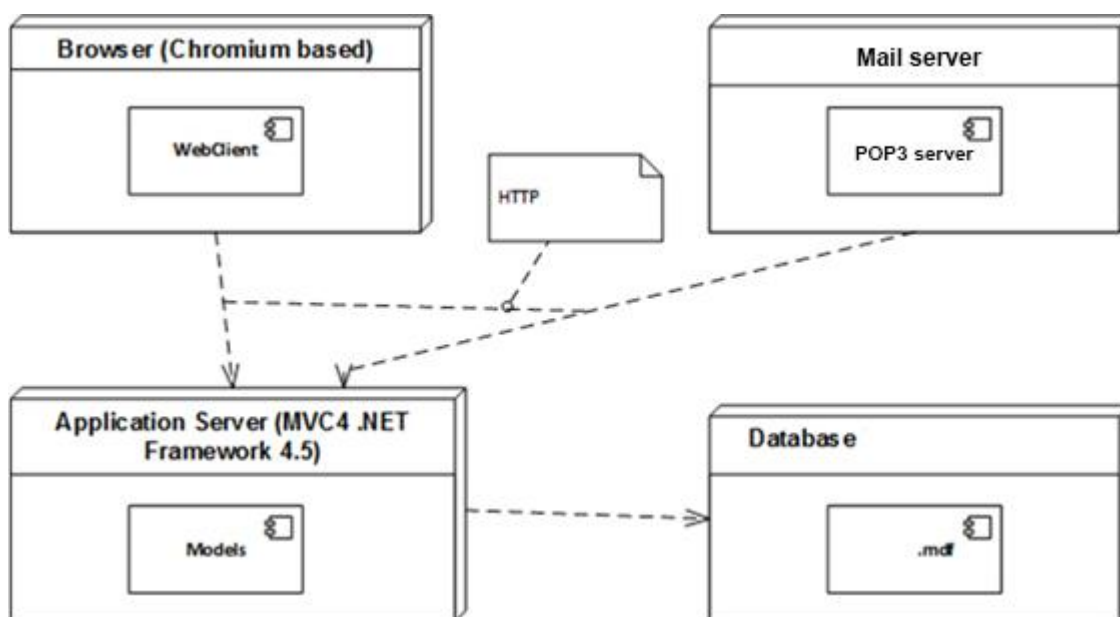 Browser (Chromium based)
Mail server
WebClient
POP3 server
HTTP
Application Server (MVC4 .NET
Framework 4.5)
Database
Models
.mdf